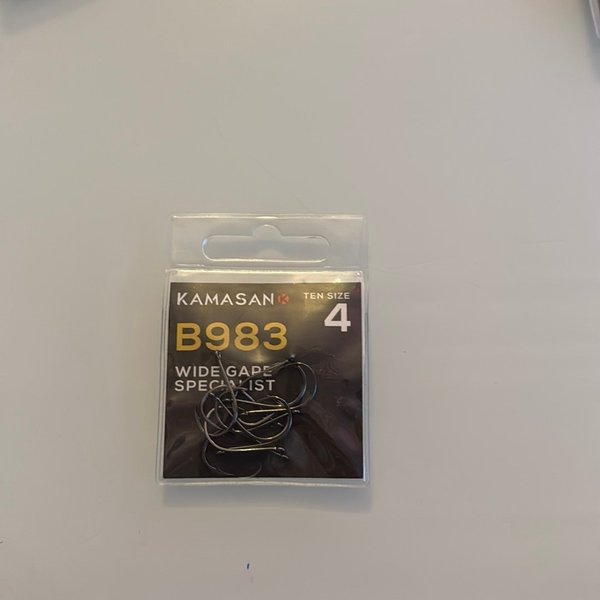 KAMASAN K
TEN SIZE
4
B983
WIDE GAPE
SPECIALIST